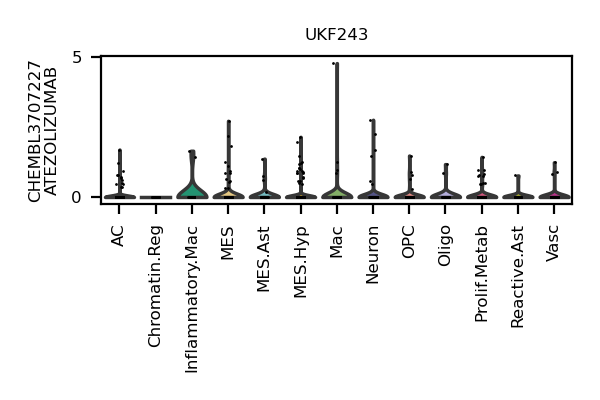 UKF243
CHEMBL3707227
ATEZOLIZUMAB
5
0
AC
Chromatin.Reg
Inflammatory.Mac
MES
MES.Ast
MES.Hyp
Mac
Neuron
OPC
Oligo
Prolif.Metab
Reactive.Ast
Vasc